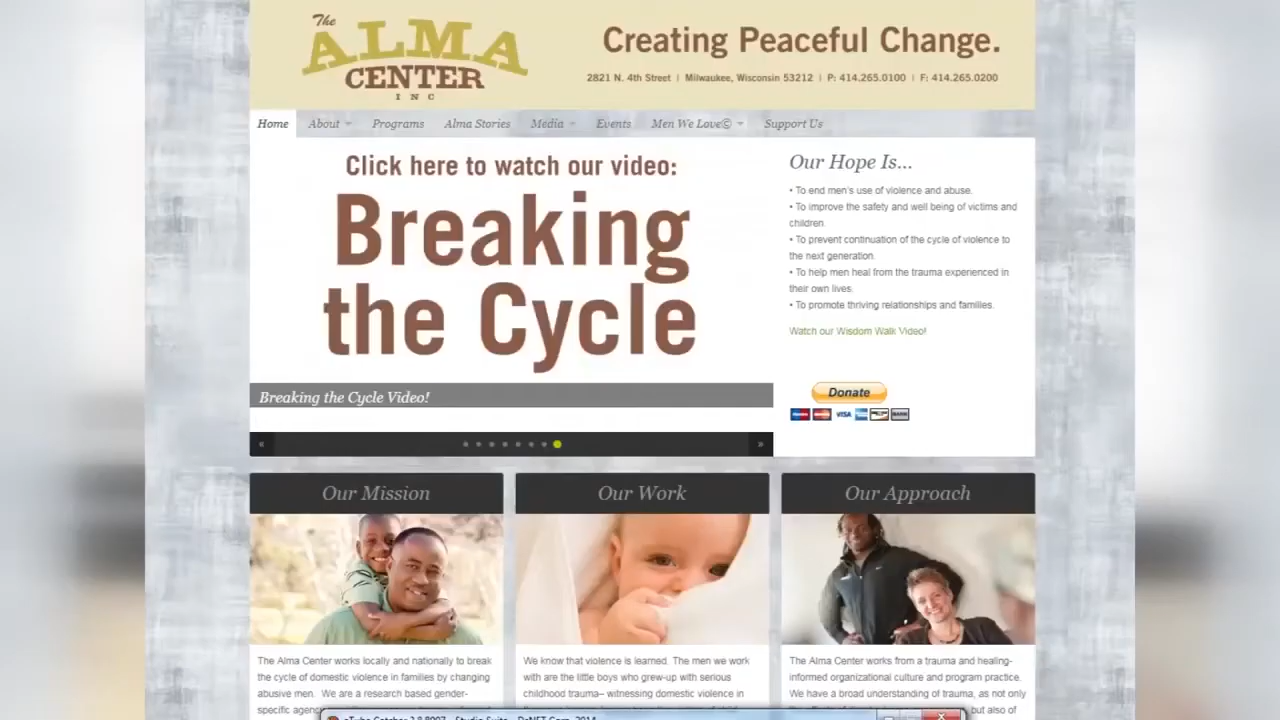 The
ALMA
CENTER
INC
Creating Peaceful Change.
2821 N. 4th Street | Milwaukee, Wisconsin 53212 | P: 414.265.0100 | F: 414.265.0200
Home About Programs Alma Stories Media Events Men We Love© Support Us
Click here to watch our video:
Breaking
the Cycle
Breaking the Cycle Video!
« »
Our Hope Is...
• To end men's use of violence and abuse.
• To improve the safety and well being of victims and
children.
• To prevent continuation of the cycle of violence to
the next generation.
• To help men heal from the trauma experienced in
their own lives.
• To promote thriving relationships and families.
Watch our Wisdom Walk Video!
Donate
VISA
BANK
Our Mission
The Alma Center works locally and nationally to break
the cycle of domestic violence in families by changing
abusive men. We are a research based gender-
specific
Our Work
We know that violence is learned. The men we work
with are the little boys who grew-up with serious
childhood trauma– witnessing domestic violence in
Our Approach
The Alma Center works from a trauma and healing-
informed organizational culture and program practice.
We have a broad understanding of trauma, as not only
but also of